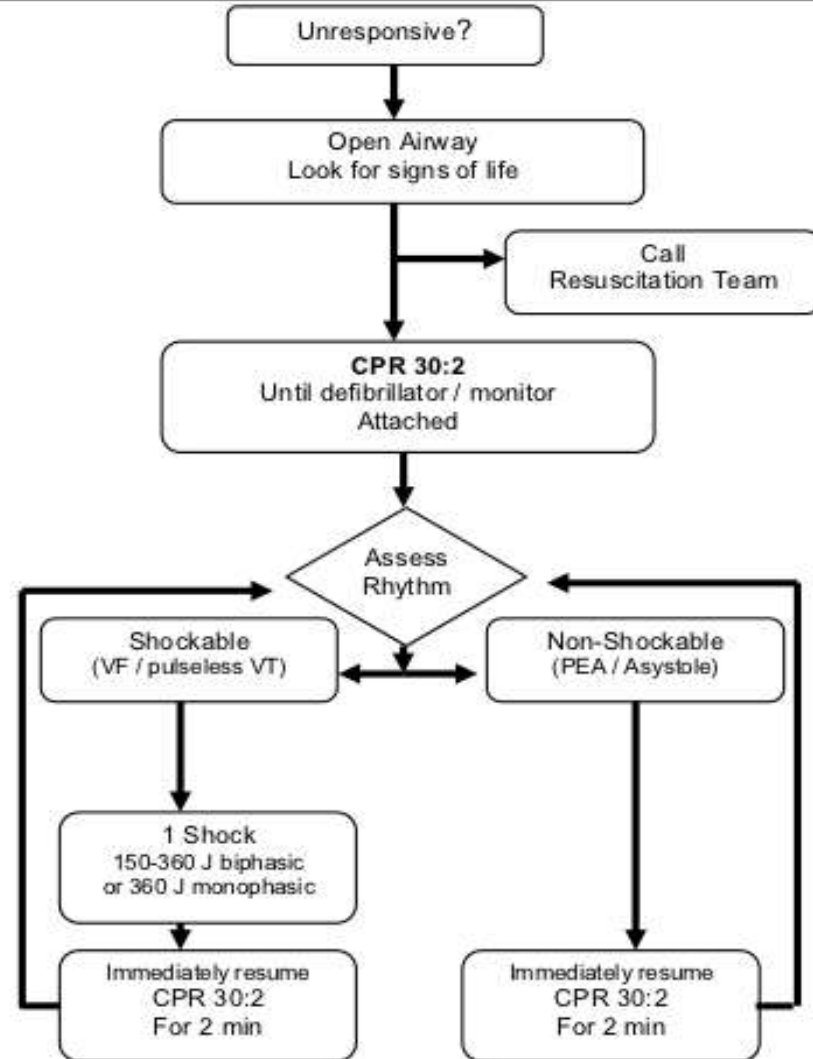 Unresponsive?
Open Airway
Look for signs of life
Call
Resuscitation Team
CPR 30:2
Until defibrillator / monitor
Attached
Assess
Rhythm
Shockable
(VF / pulseless VT)
Non-Shockable
(PEA / Asystole)
1 Shock
150-360 J biphasic
or 360 J monophasic
Immediately resume
CPR 30:2
For 2 min
Immediately resume
CPR 30:2
For 2 min